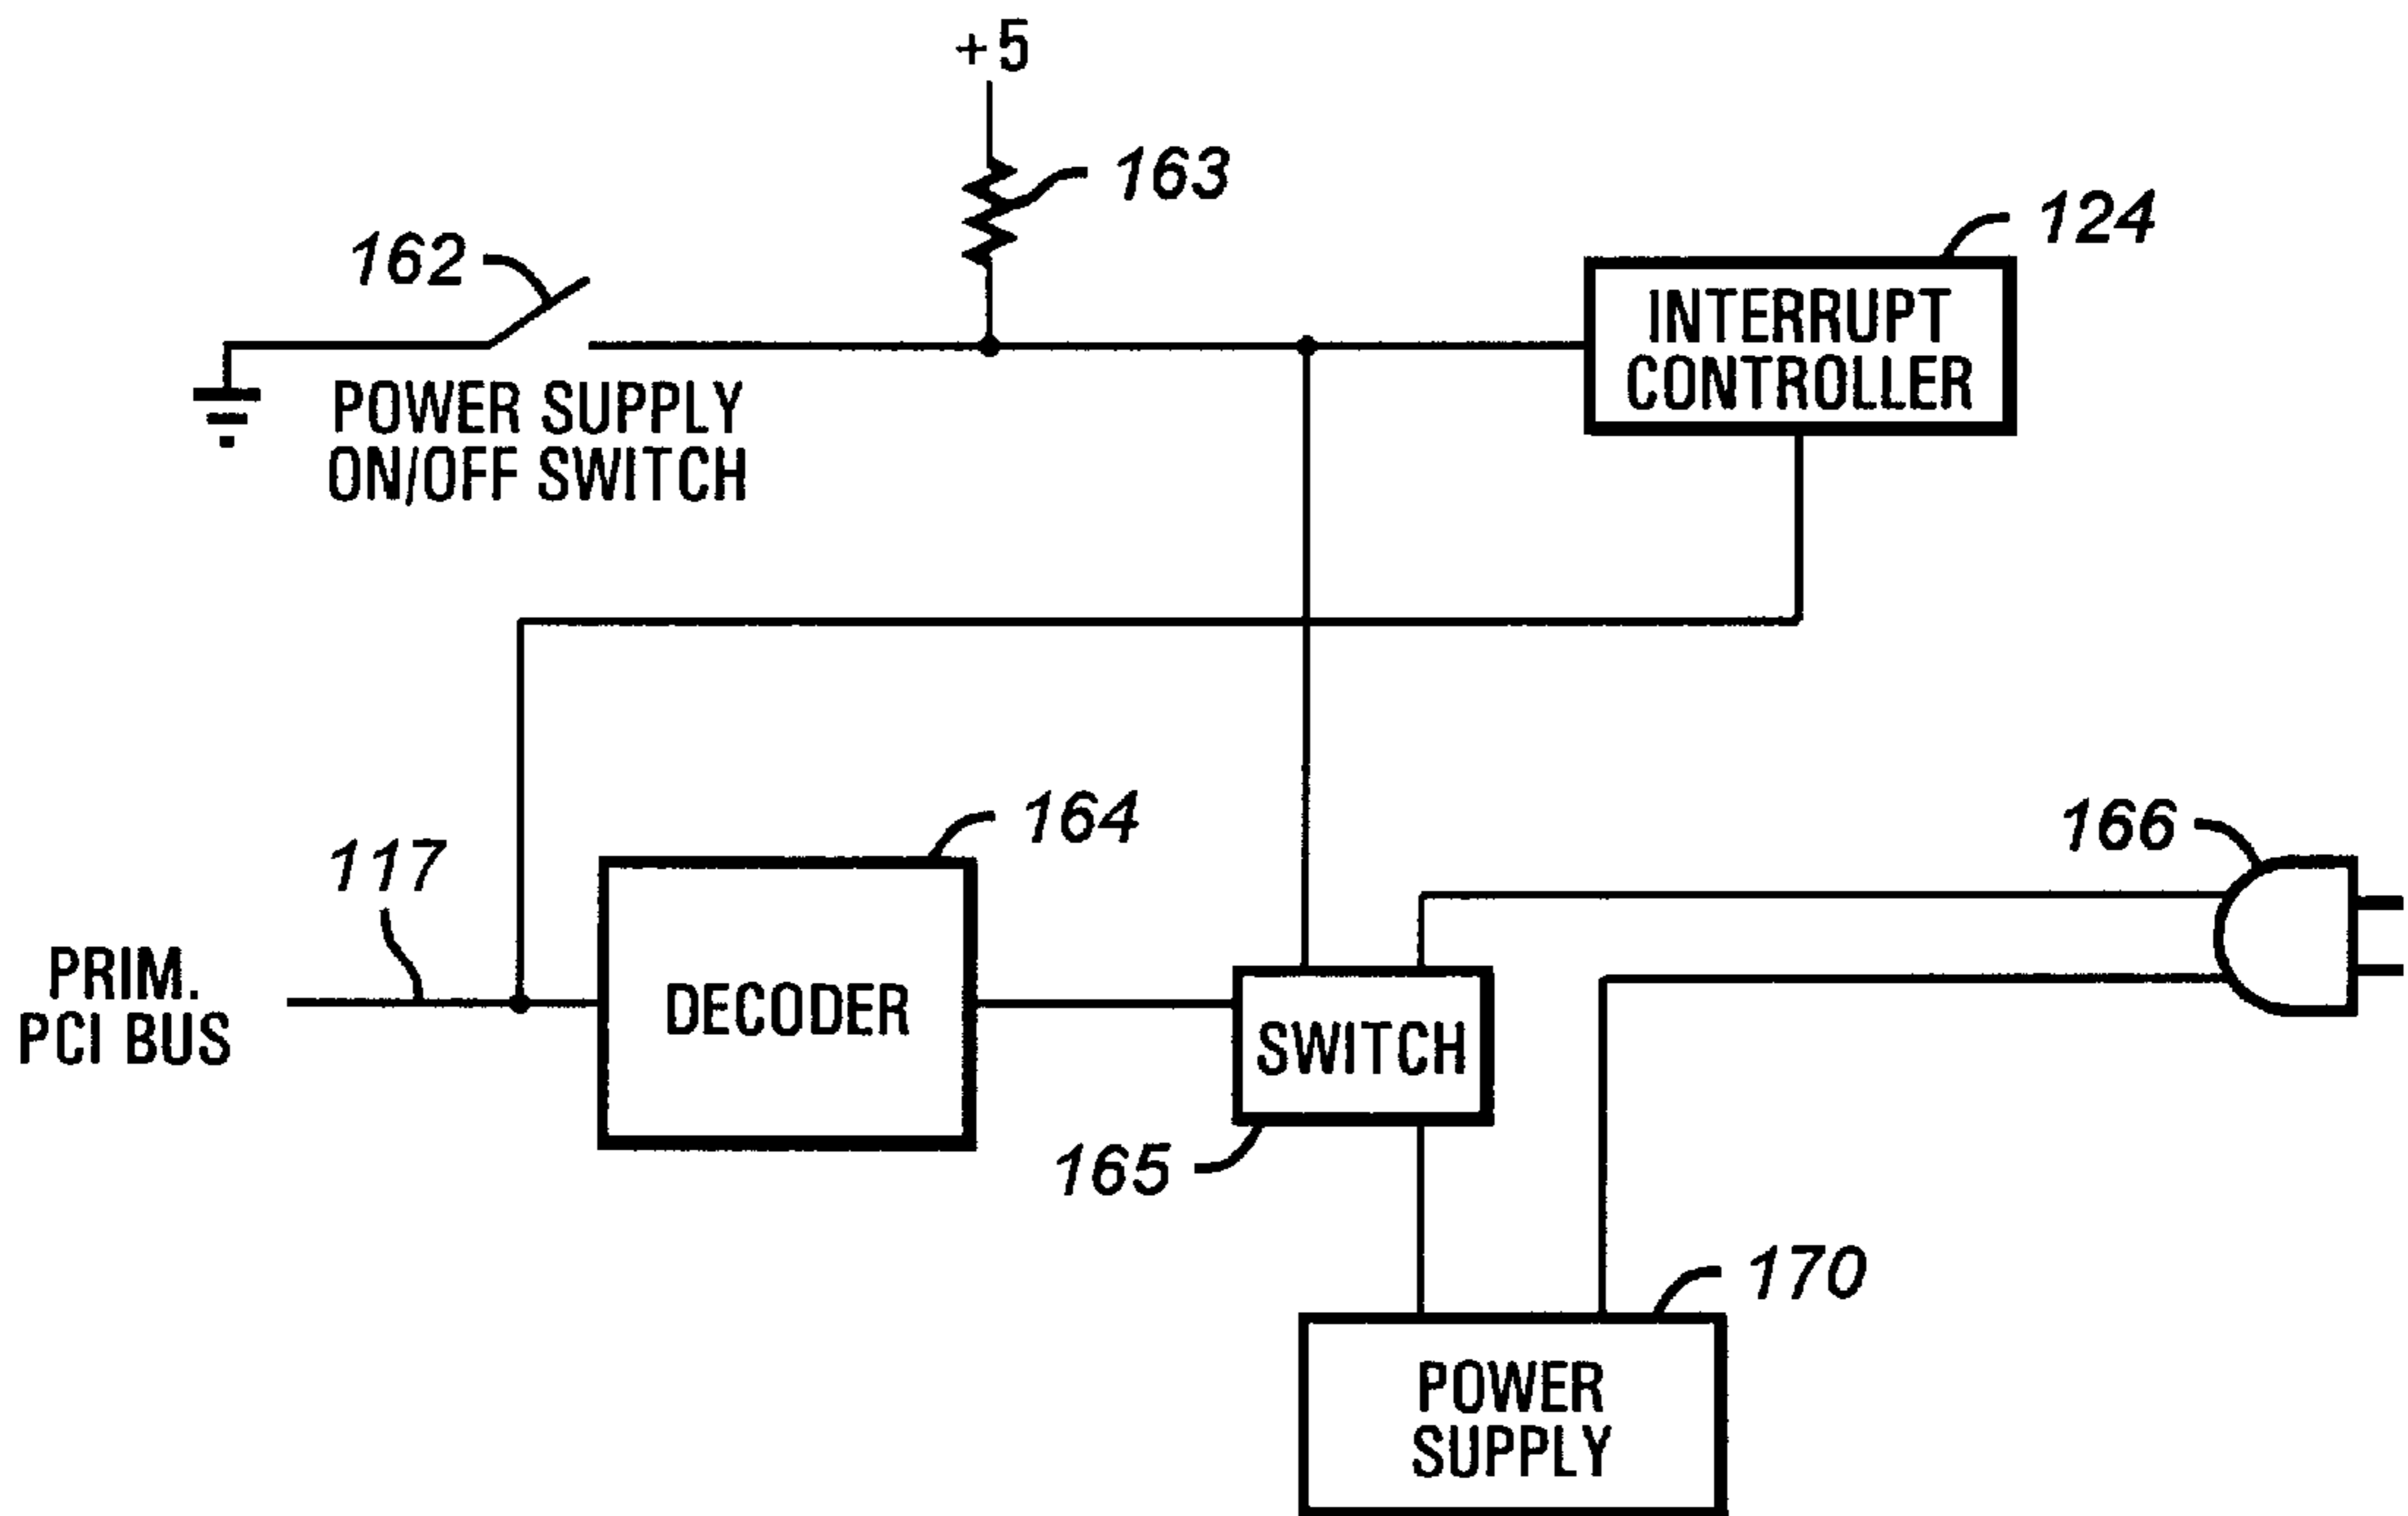 +5
163
162
124
INTERRUPT
CONTROLLER
POWER SUPPLY
ON/OFF SWITCH
164
166
117
PRIM.
PCI BUS
DECODER
SWITCH
165
170
POWER
SUPPLY